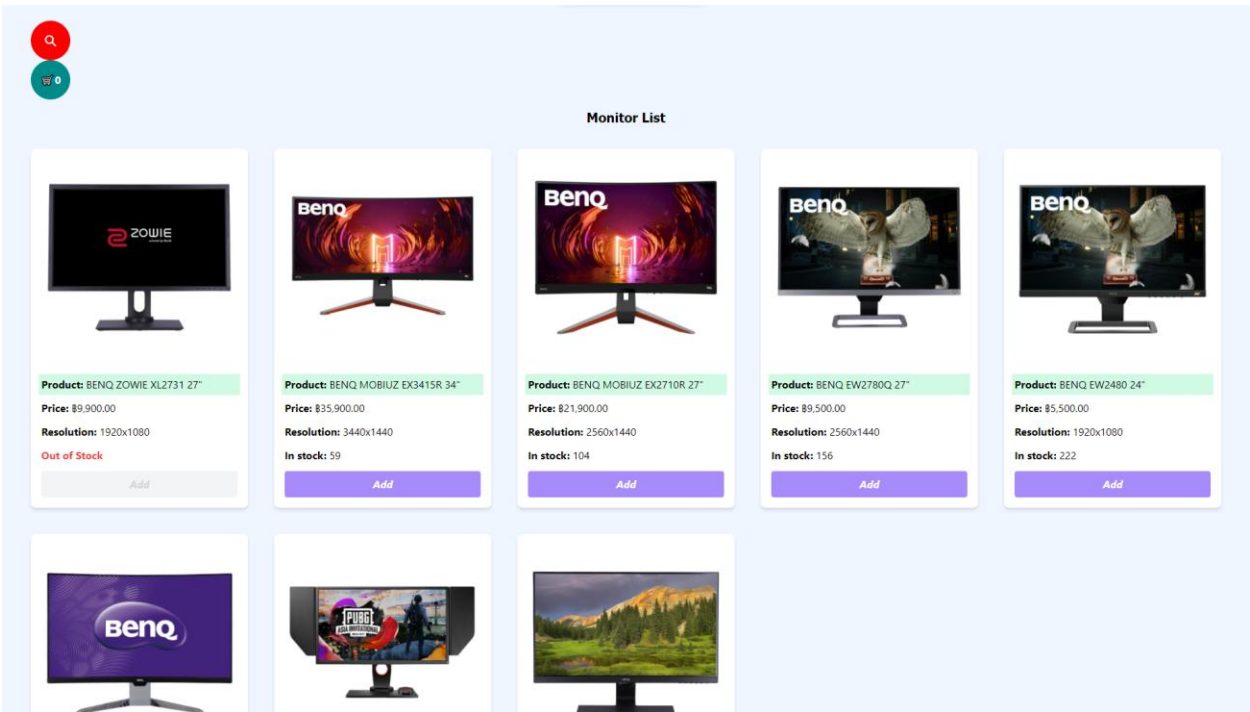 0
Monitor List
ZOWIE
BenQ
BenQ
BenQ
BenQ
Product: BENQ ZOWIE XL2731 27"
Price: ฿9,900.00
Resolution: 1920x1080
Out of Stock
Add
Product: BENQ MOBIUZ EX3415R 34"
Price: ฿35,900.00
Resolution: 3440x1440
In stock: 59
Add
Product: BENQ MOBIUZ EX2710R 27"
Price: ฿21,900.00
Resolution: 2560x1440
In stock: 104
Add
Product: BENQ EW2780Q 27"
Price: ฿9,500.00
Resolution: 2560x1440
In stock: 156
Add
Product: BENQ EW2480 24"
Price: ฿5,500.00
Resolution: 1920x1080
In stock: 222
Add
BenQ
PUBG
ASIA INVITATIONAL